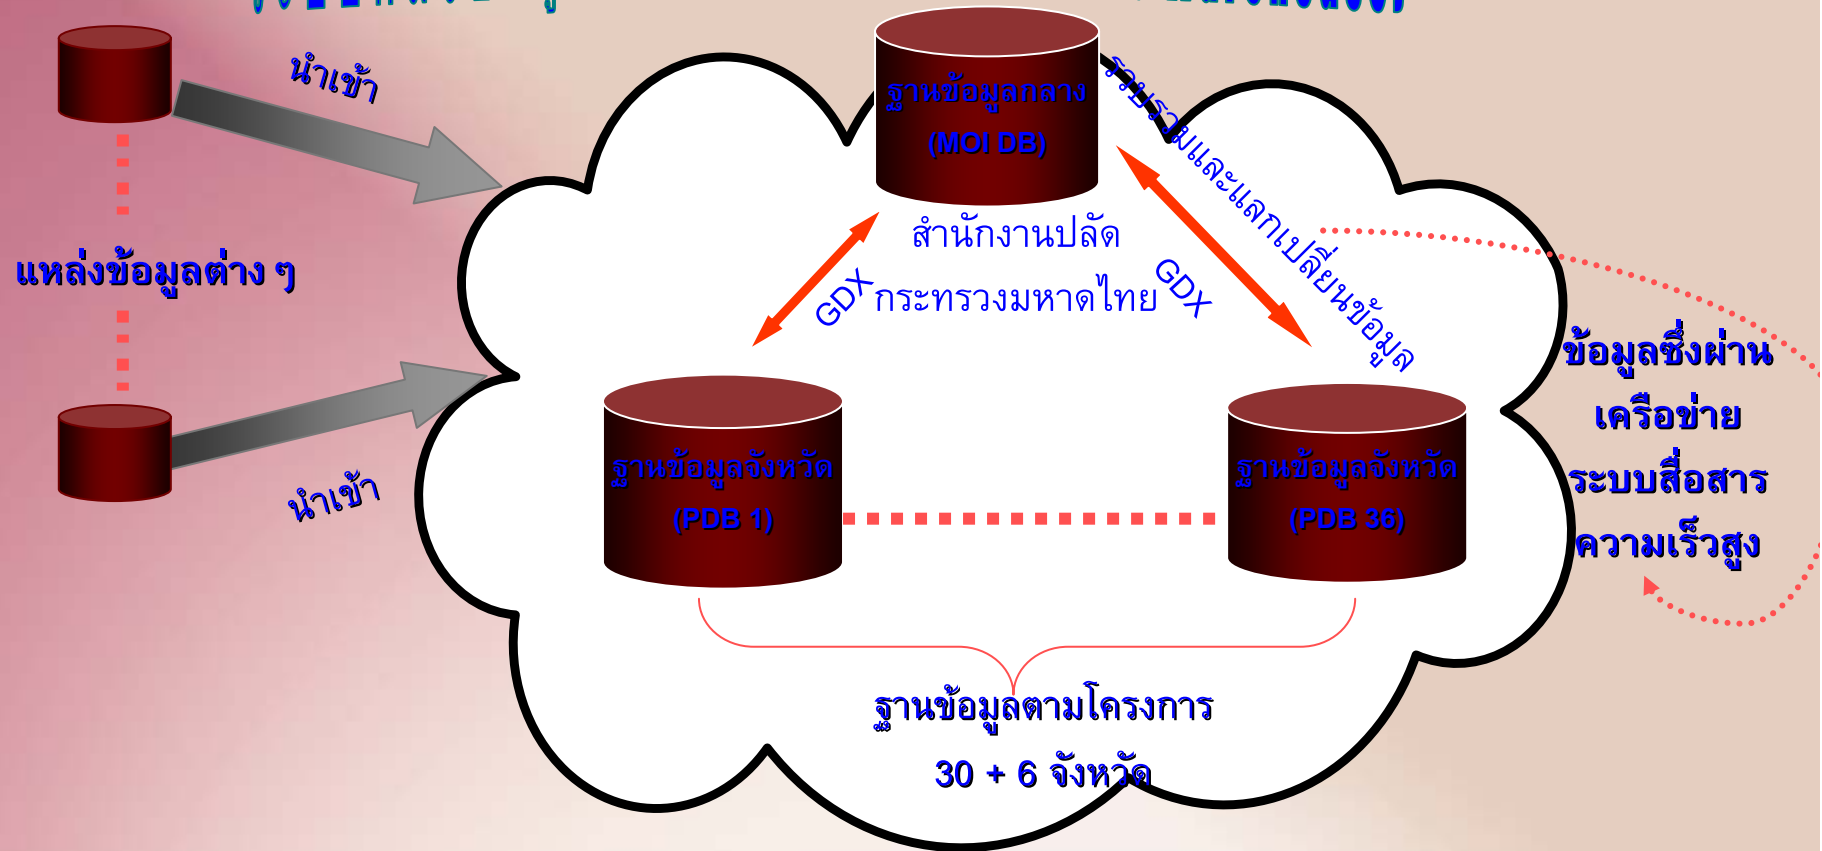 นำเข้า
ฐานข้อมูลกลาง
(MOI DB)
รวบรวมและแลกเปลี่ยนข้อมูล
สำนักงานปลัด
กระทรวงมหาดไทย
GDX
GDX
แหล่งข้อมูลต่าง ๆ
ข้อมูลซึ่งผ่าน
เครือข่าย
ระบบสื่อสาร
ความเร็วสูง
นำเข้า
ฐานข้อมูลจังหวัด
(PDB 1)
ฐานข้อมูลจังหวัด
(PDB 36)
ฐานข้อมูลตามโครงการ
30 + 6 จังหวัด